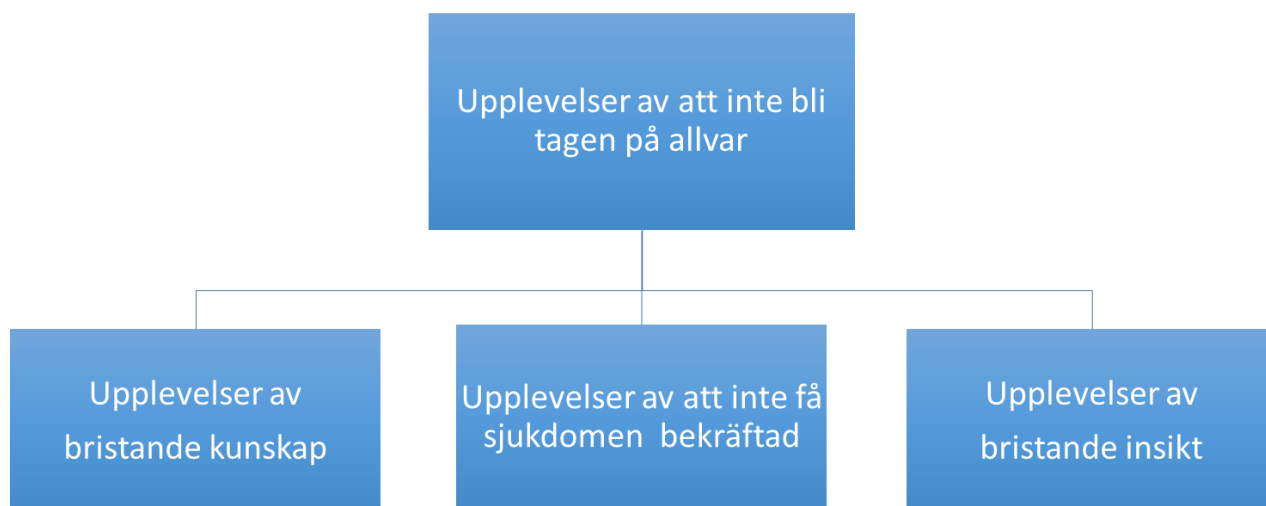 Upplevelser av att inte bli
tagen på allvar
Upplevelser av
bristande kunskap
Upplevelser av att inte få
sjukdomen bekräftad
Upplevelser av
bristande insikt